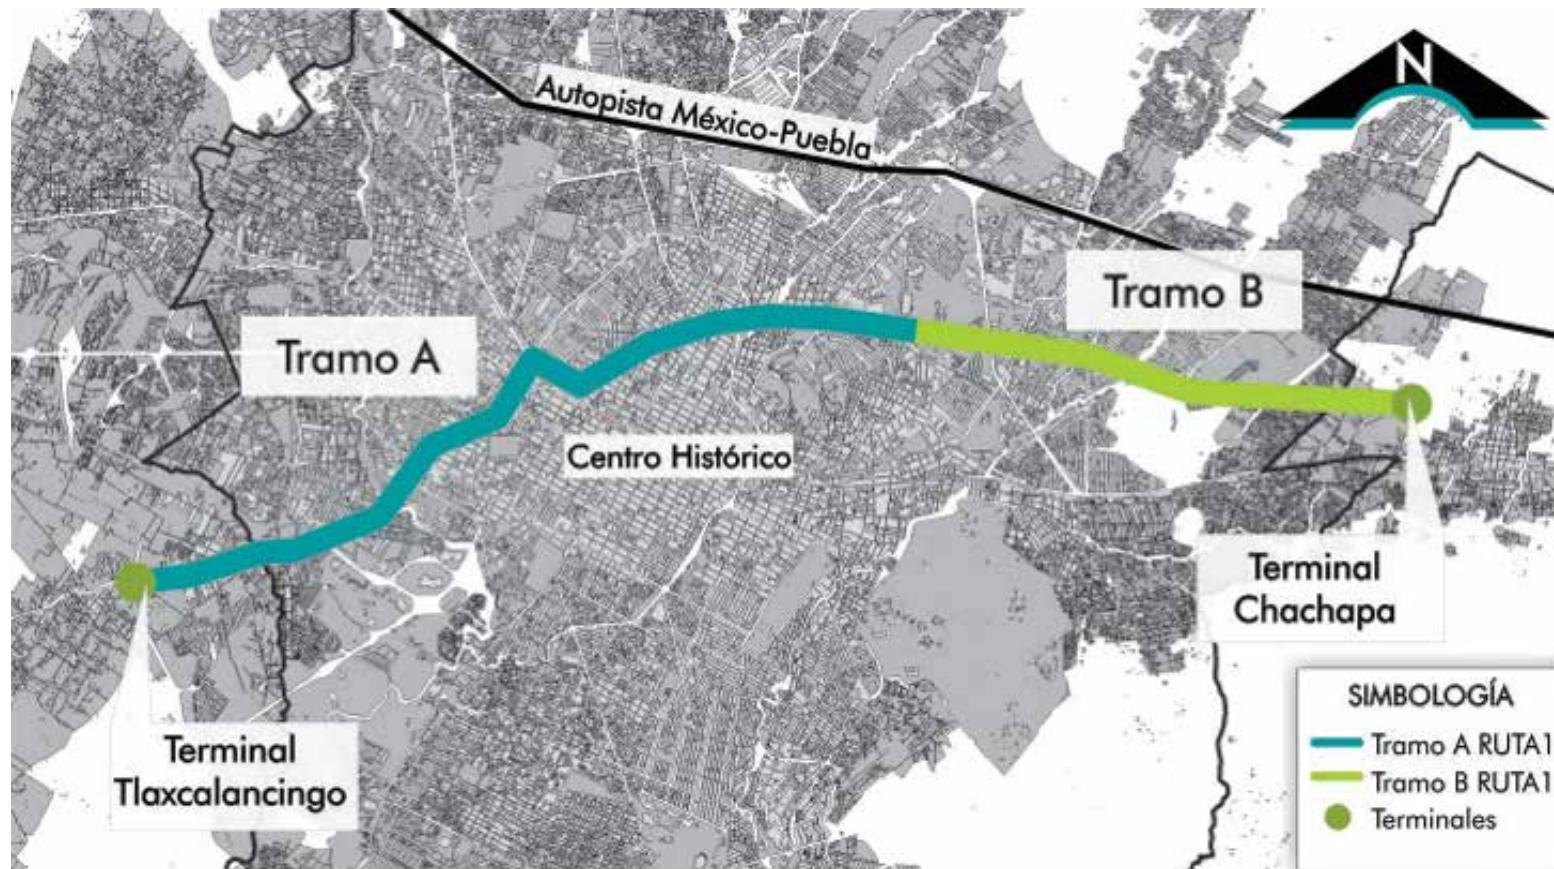 N
Autopista México-Puebla
Tramo B
Tramo A
Centro Histórico
Terminal
Chachapa
Terminal
Tlaxcalancingo
SIMBOLOGÍA
Tramo A RUTA1
Tramo B RUTA1
Terminales